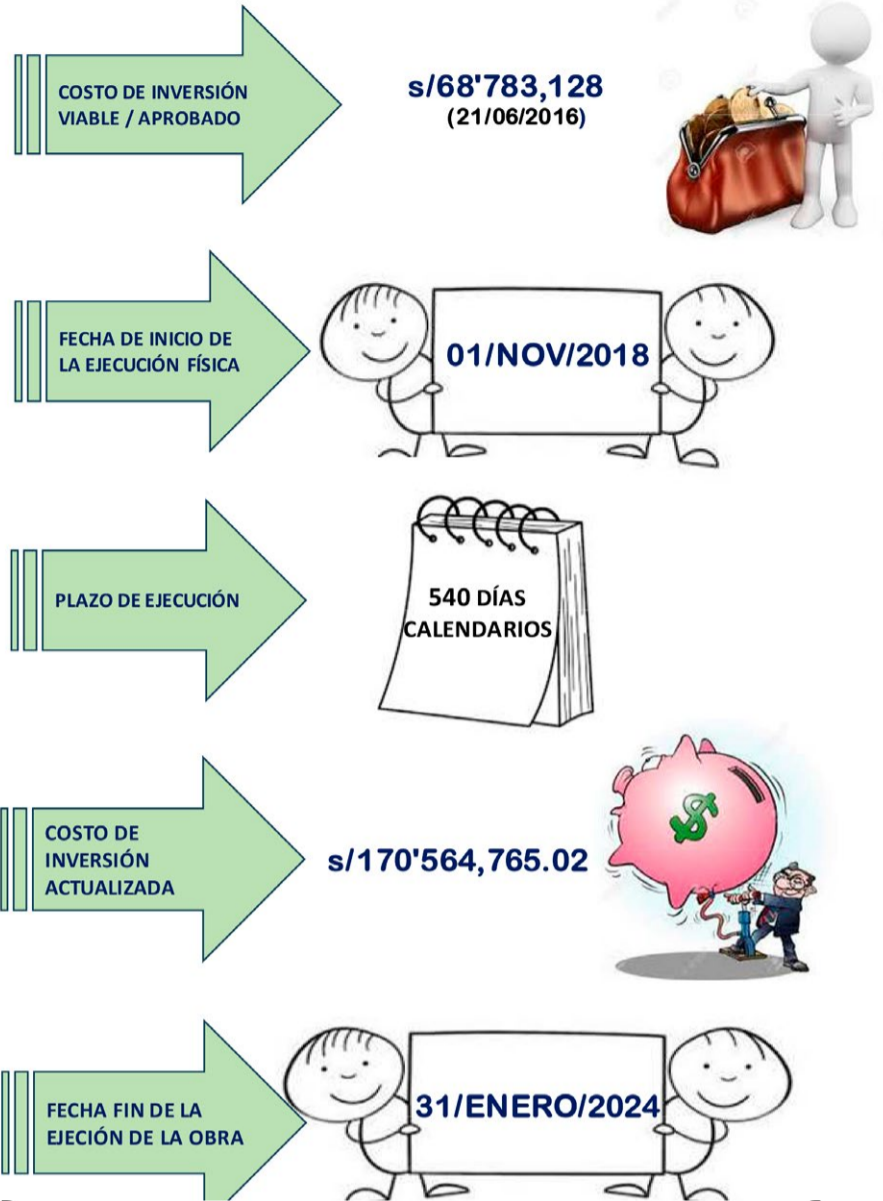 COSTO DE INVERSIÓN
VIABLE / APROBADO
s/68'783,128
(21/06/2016)
FECHA DE INICIO DE
LA EJECUCIÓN FÍSICA
01/NOV/2018
PLAZO DE EJECUCIÓN
540 DÍAS
CALENDARIOS
COSTO DE
INVERSIÓN
ACTUALIZADA
s/170'564,765.02
$
FECHA FIN DE LA
EJECIÓN DE LA OBRA
31/ENERO/2024